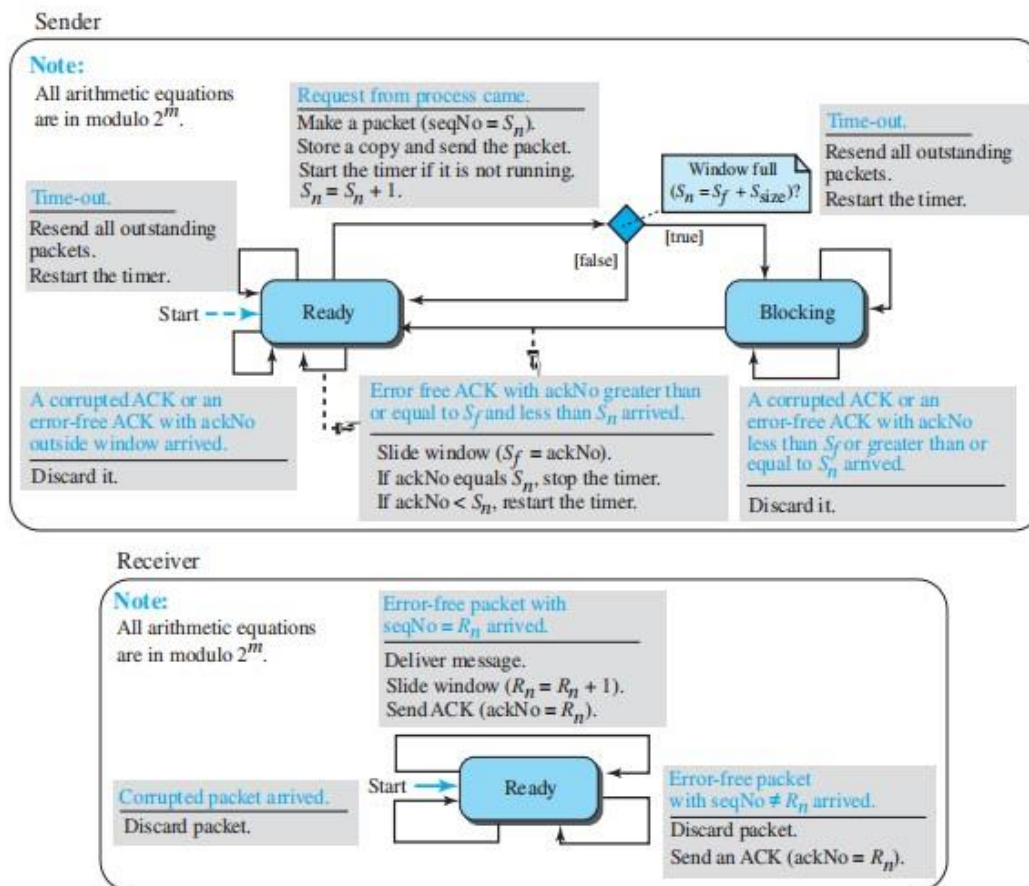 Sender
Note:
All arithmetic equations
are in modulo 2^m.
Request from process came.
Make a packet (seqNo = S_n).
Store a copy and send the packet.
Start the timer if it is not running.
S_n = S_n + 1.
Time-out.
Resend all outstanding
packets.
Restart the timer.
Window full
(S_n = S_f + S_size)?
Time-out.
Resend all outstanding
packets.
Restart the timer.
[false]
[true]
Start
Ready
Blocking
A corrupted ACK or an
error-free ACK with ackNo
outside window arrived.
Discard it.
Error free ACK with ackNo greater than
or equal to S_f and less than S_n arrived.
Slide window (S_f = ackNo).
If ackNo equals S_n, stop the timer.
If ackNo < S_n, restart the timer.
A corrupted ACK or an
error-free ACK with ackNo
less than S_f or greater than or
equal to S_n arrived.
Discard it.
Receiver
Note:
All arithmetic equations
are in modulo 2^m.
Error-free packet with
seqNo = R_n arrived.
Deliver message.
Slide window (R_n = R_n + 1).
Send ACK (ackNo = R_n).
Corrupted packet arrived.
Discard packet.
Start
Ready
Error-free packet
with seqNo ≠ R_n arrived.
Discard packet.
Send an ACK (ackNo = R_n).